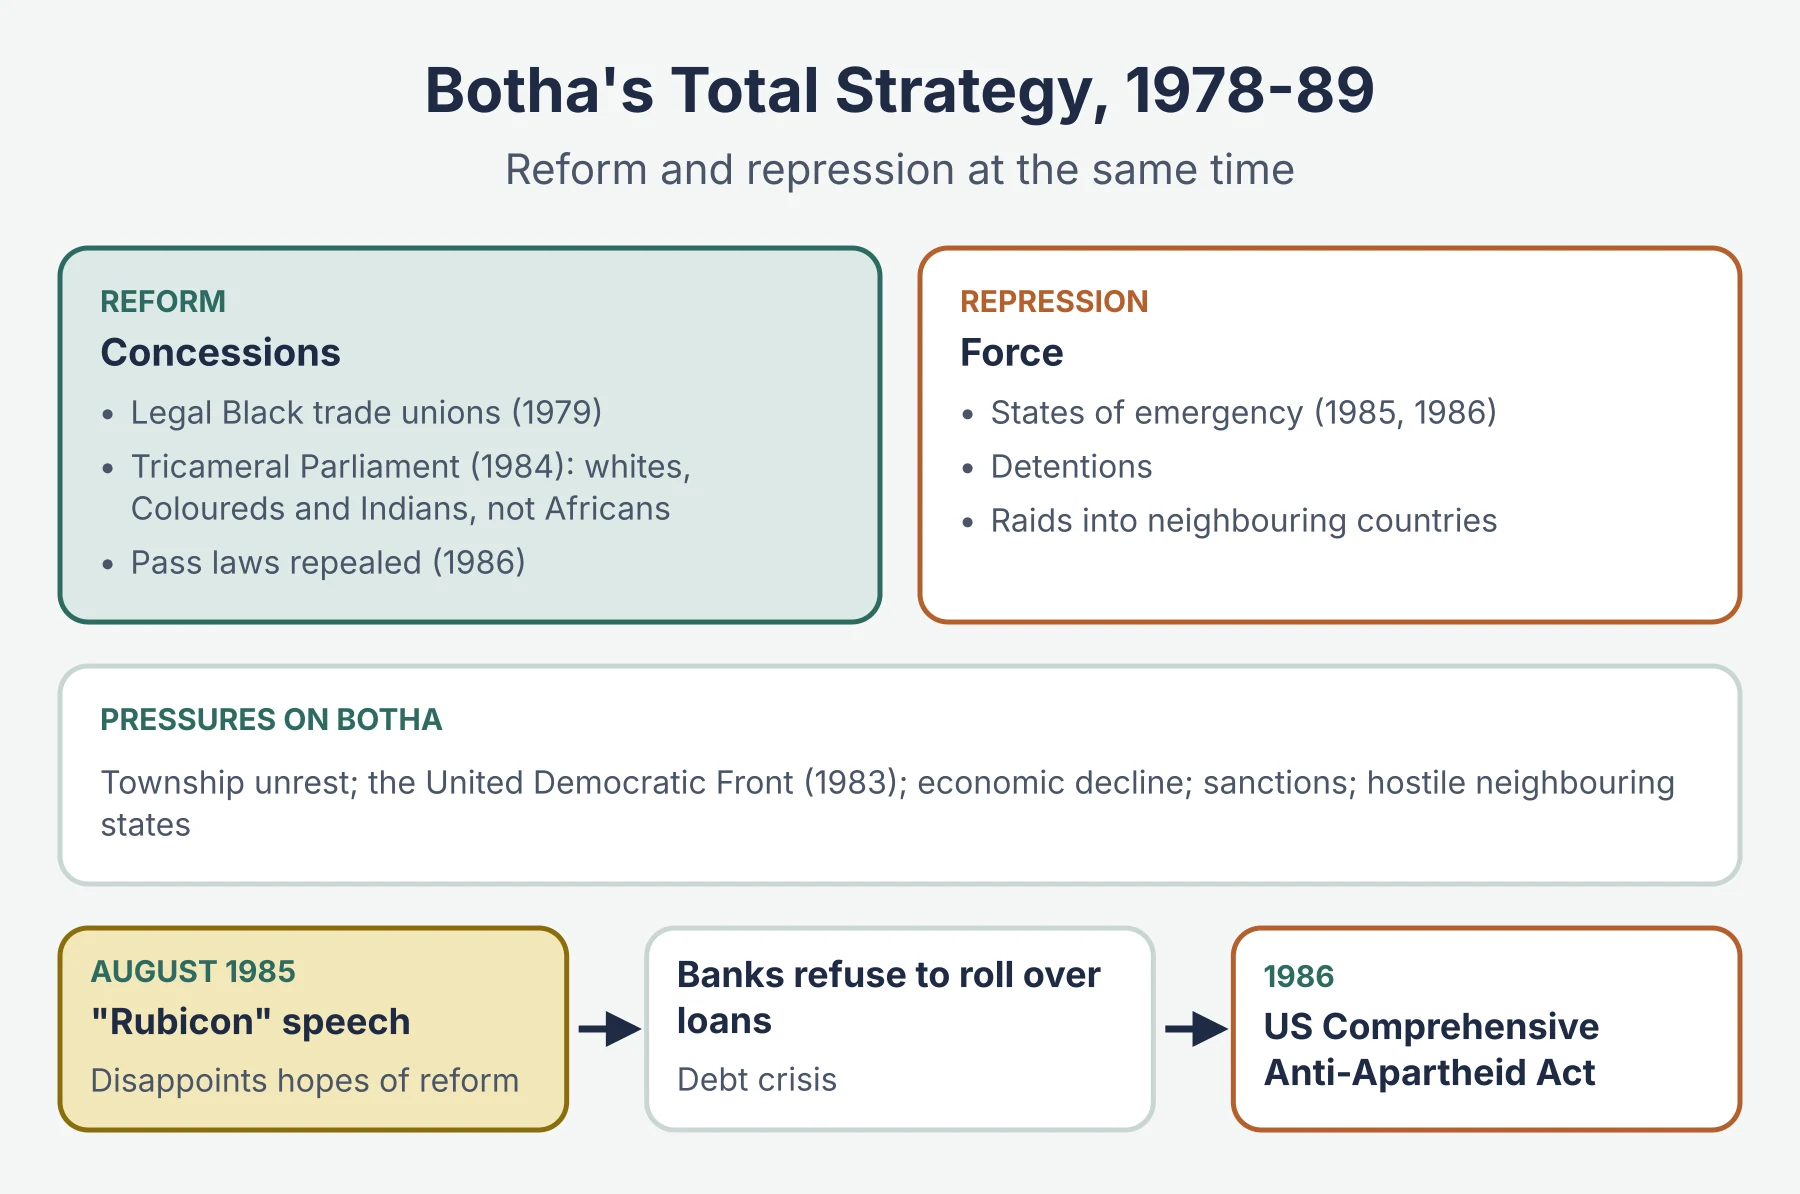 Botha's Total Strategy, 1978-89
Reform and repression at the same time
REFORM
Concessions
• Legal Black trade unions (1979)
• Tricameral Parliament (1984): whites,
Coloureds and Indians, not Africans
• Pass laws repealed (1986)
REPRESSION
Force
• States of emergency (1985, 1986)
• Detentions
• Raids into neighbouring countries
PRESSURES ON BOTHA
Township unrest; the United Democratic Front (1983); economic decline; sanctions; hostile neighbouring
states
AUGUST 1985
"Rubicon" speech
Disappoints hopes of reform
Banks refuse to roll over
loans
Debt crisis
1986
US Comprehensive
Anti-Apartheid Act